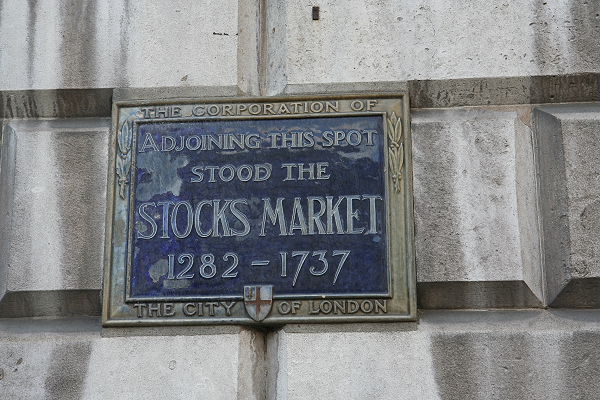 THE CORPORATION OF
ADJOINING THIS SPOT
STOOD THE
STOCKS MARKET
1282 - 1737
THE CITY OF LONDON